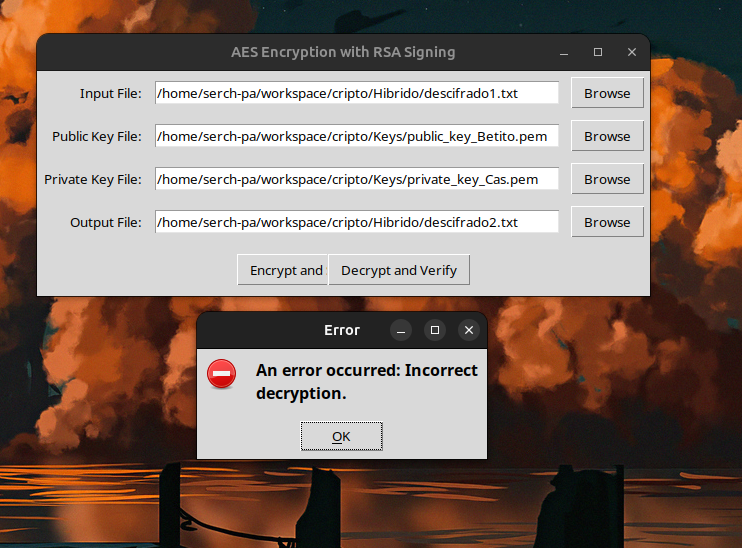 AES Encryption with RSA Signing
Input File: /home/serch-pa/workspace/cripto/Hibrido/descifrado1.txt Browse
Public Key File: /home/serch-pa/workspace/cripto/Keys/public_key_Betito.pem Browse
Private Key File: /home/serch-pa/workspace/cripto/Keys/private_key_Cas.pem Browse
Output File: /home/serch-pa/workspace/cripto/Hibrido/descifrado2.txt Browse
Encrypt and Decrypt and Verify
Error
An error occurred: Incorrect
decryption.
OK